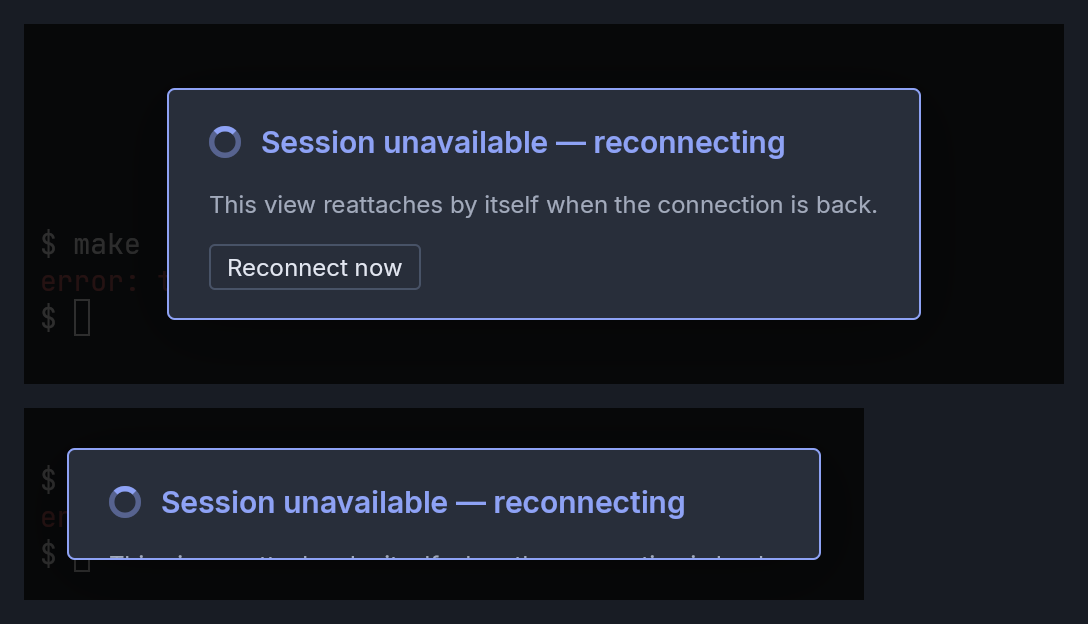 Session unavailable — reconnecting
This view reattaches by itself when the connection is back.
Reconnect now
$ make
error:
$
$
Session unavailable — reconnecting
$